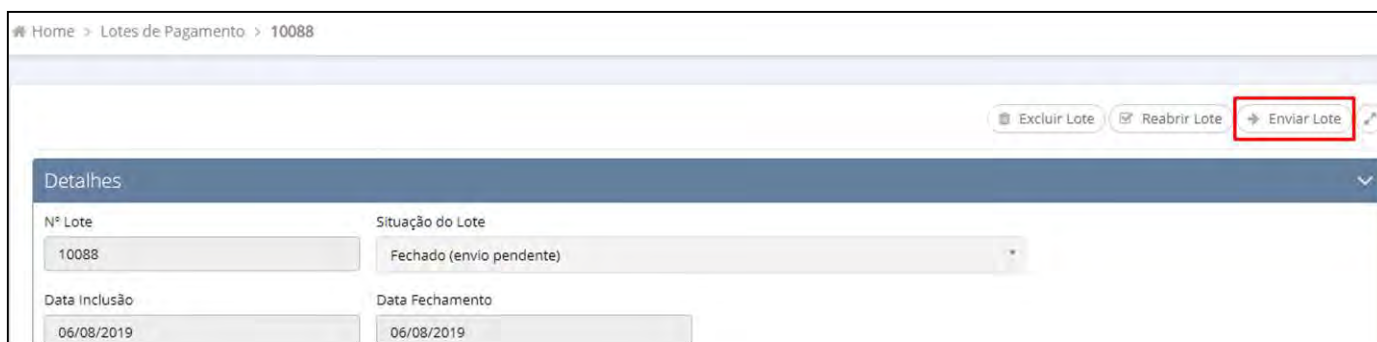 Home > Lotes de Pagamento > 10088
Excluir Lote Reabrir Lote Enviar Lote
Detalhes
Nº Lote Situação do Lote
10088 Fechado (envio pendente)
Data Inclusão Data Fechamento
06/08/2019 06/08/2019